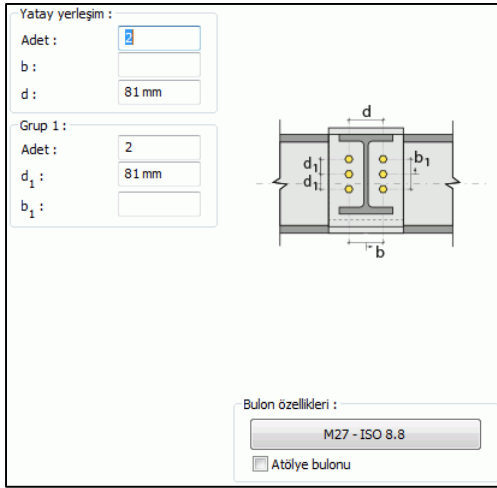 Yatay yerleşim :
Adet : 2
b :
d : 81 mm
Grup 1 :
Adet : 2
d1 : 81 mm
b1 :
d
d1
b1
d1
b
Bulon özellikleri :
M27 - ISO 8.8
Atölye bulonu